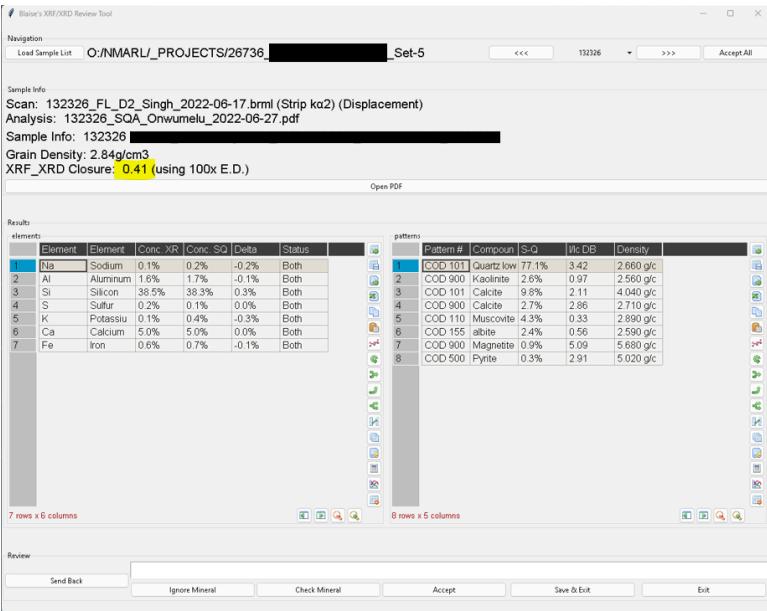 Blaise's XRF/XRD Review Tool
Navigation
Load Sample List O:/NMARL/_PROJECTS/26736_ _Set-5 <<< 132326 >>> Accept All
Sample Info
Scan: 132326_FL_D2_Singh_2022-06-17.brml (Strip kα2) (Displacement)
Analysis: 132326_SQA_Onwumelu_2022-06-27.pdf
Sample Info: 132326
Grain Density: 2.84g/cm3
XRF_XRD Closure: 0.41 (using 100x E.D.)
Open PDF
Results
elements
Element Element Conc. XR Conc. SQ Delta Status
1 Na Sodium 0.1% 0.2% -0.2% Both
2 Al Aluminum 1.6% 1.7% -0.1% Both
3 Si Silicon 38.5% 38.3% 0.3% Both
4 S Sulfur 0.2% 0.1% 0.0% Both
5 K Potassiu 0.1% 0.4% -0.3% Both
6 Ca Calcium 5.0% 5.0% 0.0% Both
7 Fe Iron 0.6% 0.7% -0.1% Both
7 rows x 6 columns
patterns
Pattern # Compoun S-Q I/Ic DB Density
1 COD 101 Quartz low 77.1% 3.42 2.660 g/c
2 COD 900 Kaolinite 2.6% 0.97 2.560 g/c
3 COD 101 Calcite 9.8% 2.11 4.040 g/c
4 COD 900 Calcite 2.7% 2.86 2.710 g/c
5 COD 110 Muscovite 4.3% 0.33 2.890 g/c
6 COD 155 albite 2.4% 0.56 2.590 g/c
7 COD 900 Magnetite 0.9% 5.09 5.680 g/c
8 COD 500 Pyrite 0.3% 2.91 5.020 g/c
8 rows x 5 columns
Review
Send Back
Ignore Mineral Check Mineral Accept Save & Exit Exit